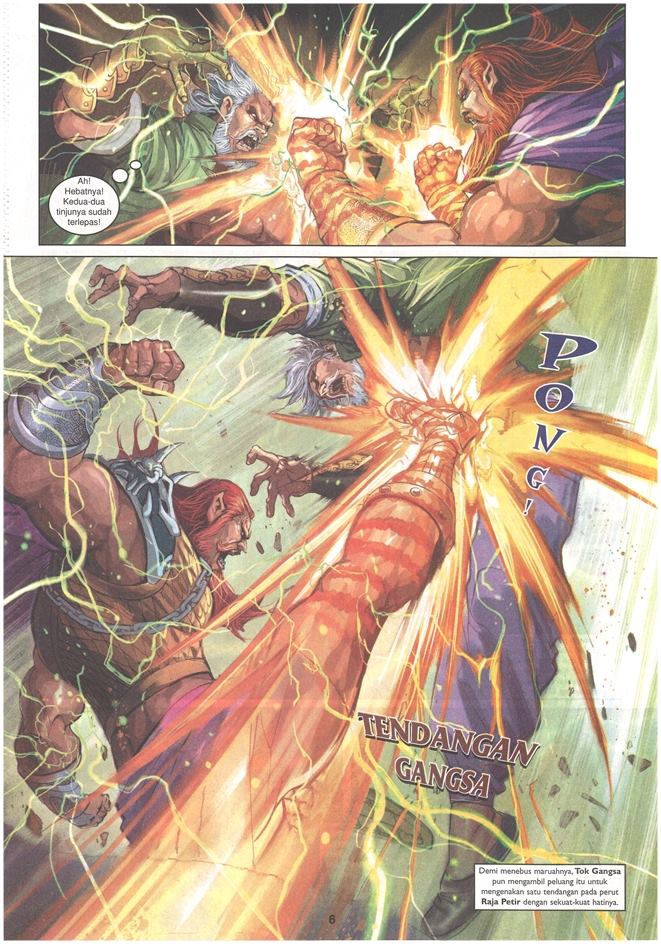 Ah!
Hebatnya!
Kedua-dua
tinjunya sudah
terlepas!
PONG!
TENDANGAN
GANGSA
Demi menebus maruahnya, Tok Gangsa
pun mengambil peluang itu untuk
mengenakan satu tendangan pada perut
Raja Petir dengan sekuat-kuat hatinya.
6